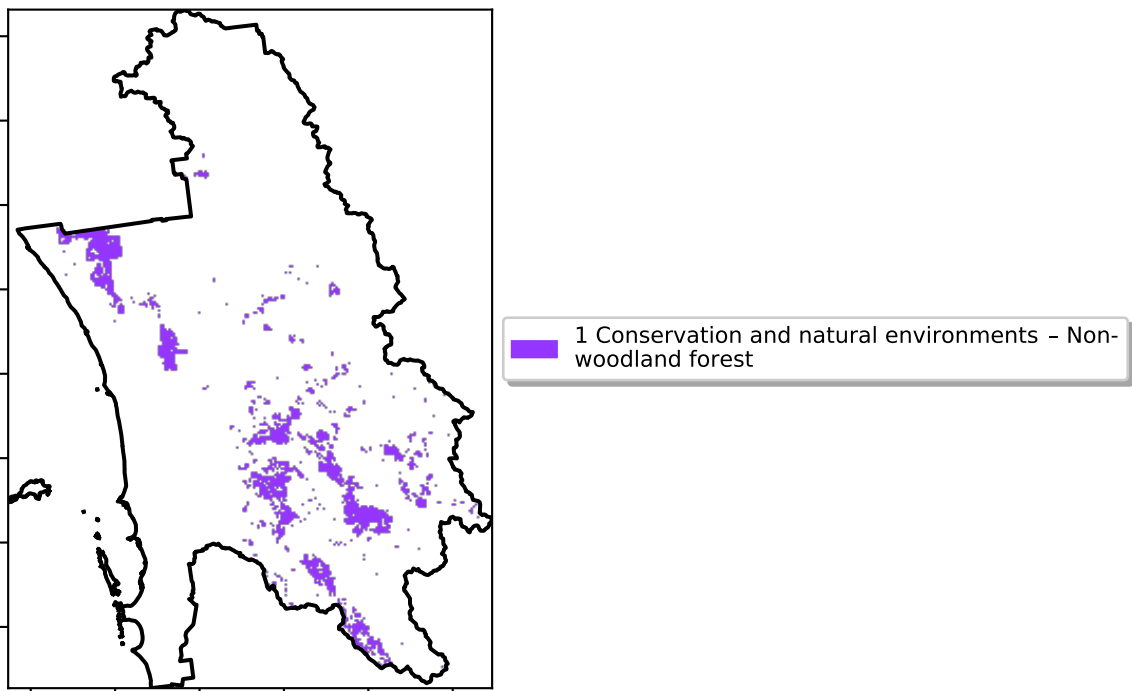 1 Conservation and natural environments – Non-
woodland forest